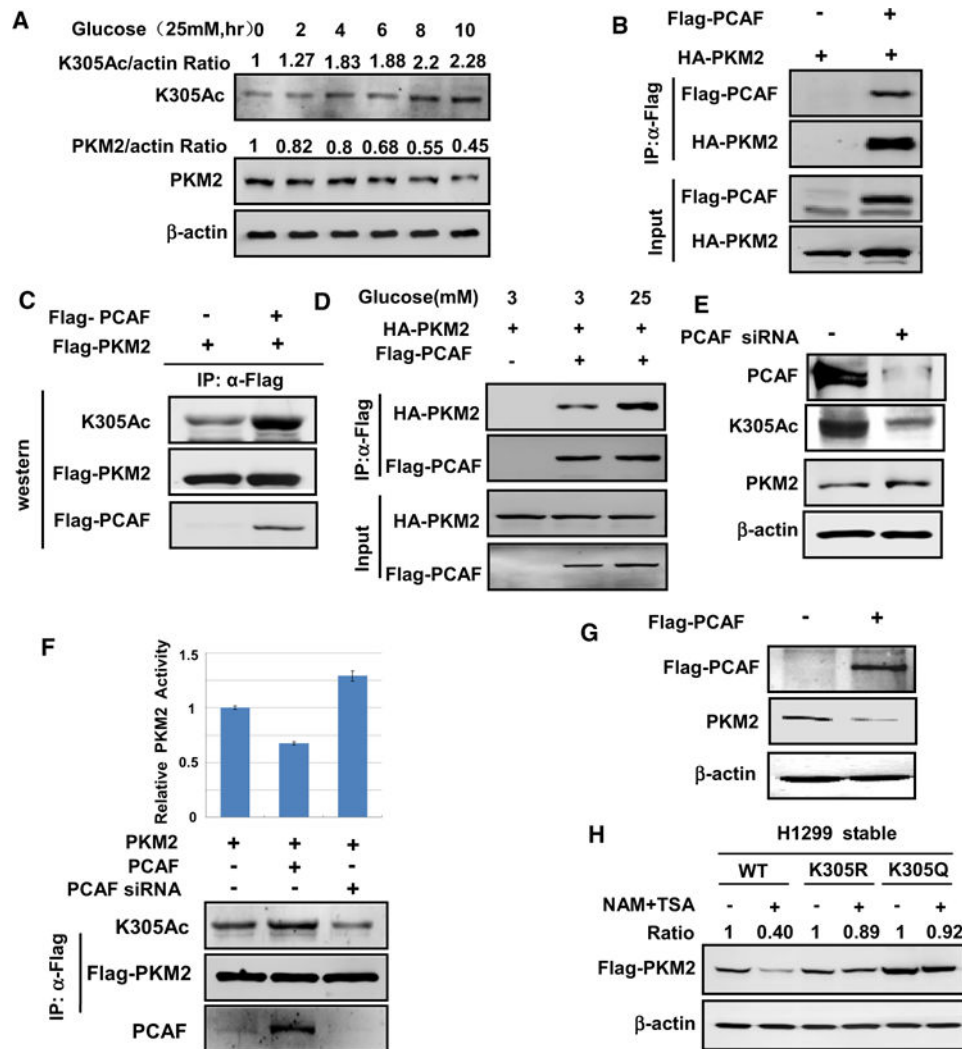 A
Glucose (25mM,hr) 0 2 4 6 8 10
K305Ac/actin Ratio 1 1.27 1.83 1.88 2.2 2.28
K305Ac
PKM2/actin Ratio 1 0.82 0.8 0.68 0.55 0.45
PKM2
β-actin
B
Flag-PCAF - +
HA-PKM2 + +
IP:α-Flag
Flag-PCAF
HA-PKM2
Input
Flag-PCAF
HA-PKM2
C
Flag- PCAF - +
Flag-PKM2 + +
IP: α-Flag
western
K305Ac
Flag-PKM2
Flag-PCAF
D
Glucose(mM) 3 3 25
HA-PKM2 + + +
Flag-PCAF - + +
IP:α-Flag
HA-PKM2
Flag-PCAF
Input
HA-PKM2
Flag-PCAF
E
PCAF siRNA - +
PCAF
K305Ac
PKM2
β-actin
F
Relative PKM2 Activity
1.5
1
0.5
0
PKM2 + + +
PCAF - + -
PCAF siRNA - - +
IP: α-Flag
K305Ac
Flag-PKM2
PCAF
G
Flag-PCAF - +
Flag-PCAF
PKM2
β-actin
H
H1299 stable
WT K305R K305Q
NAM+TSA - + - + - +
Ratio 1 0.40 1 0.89 1 0.92
Flag-PKM2
β-actin